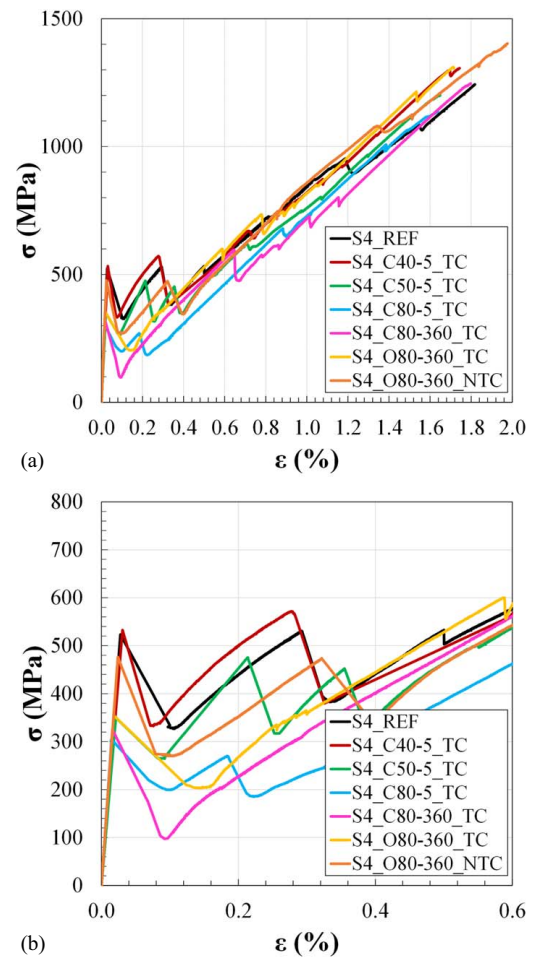 1500
1000
500
0
σ (MPa)
0.0 0.2 0.4 0.6 0.8 1.0 1.2 1.4 1.6 1.8 2.0
ε (%)
S4_REF
S4_C40-5_TC
S4_C50-5_TC
S4_C80-5_TC
S4_C80-360_TC
S4_O80-360_TC
S4_O80-360_NTC
(a)
800
700
600
500
400
300
200
100
0
σ (MPa)
0.0 0.2 0.4 0.6
ε (%)
S4_REF
S4_C40-5_TC
S4_C50-5_TC
S4_C80-5_TC
S4_C80-360_TC
S4_O80-360_TC
S4_O80-360_NTC
(b)